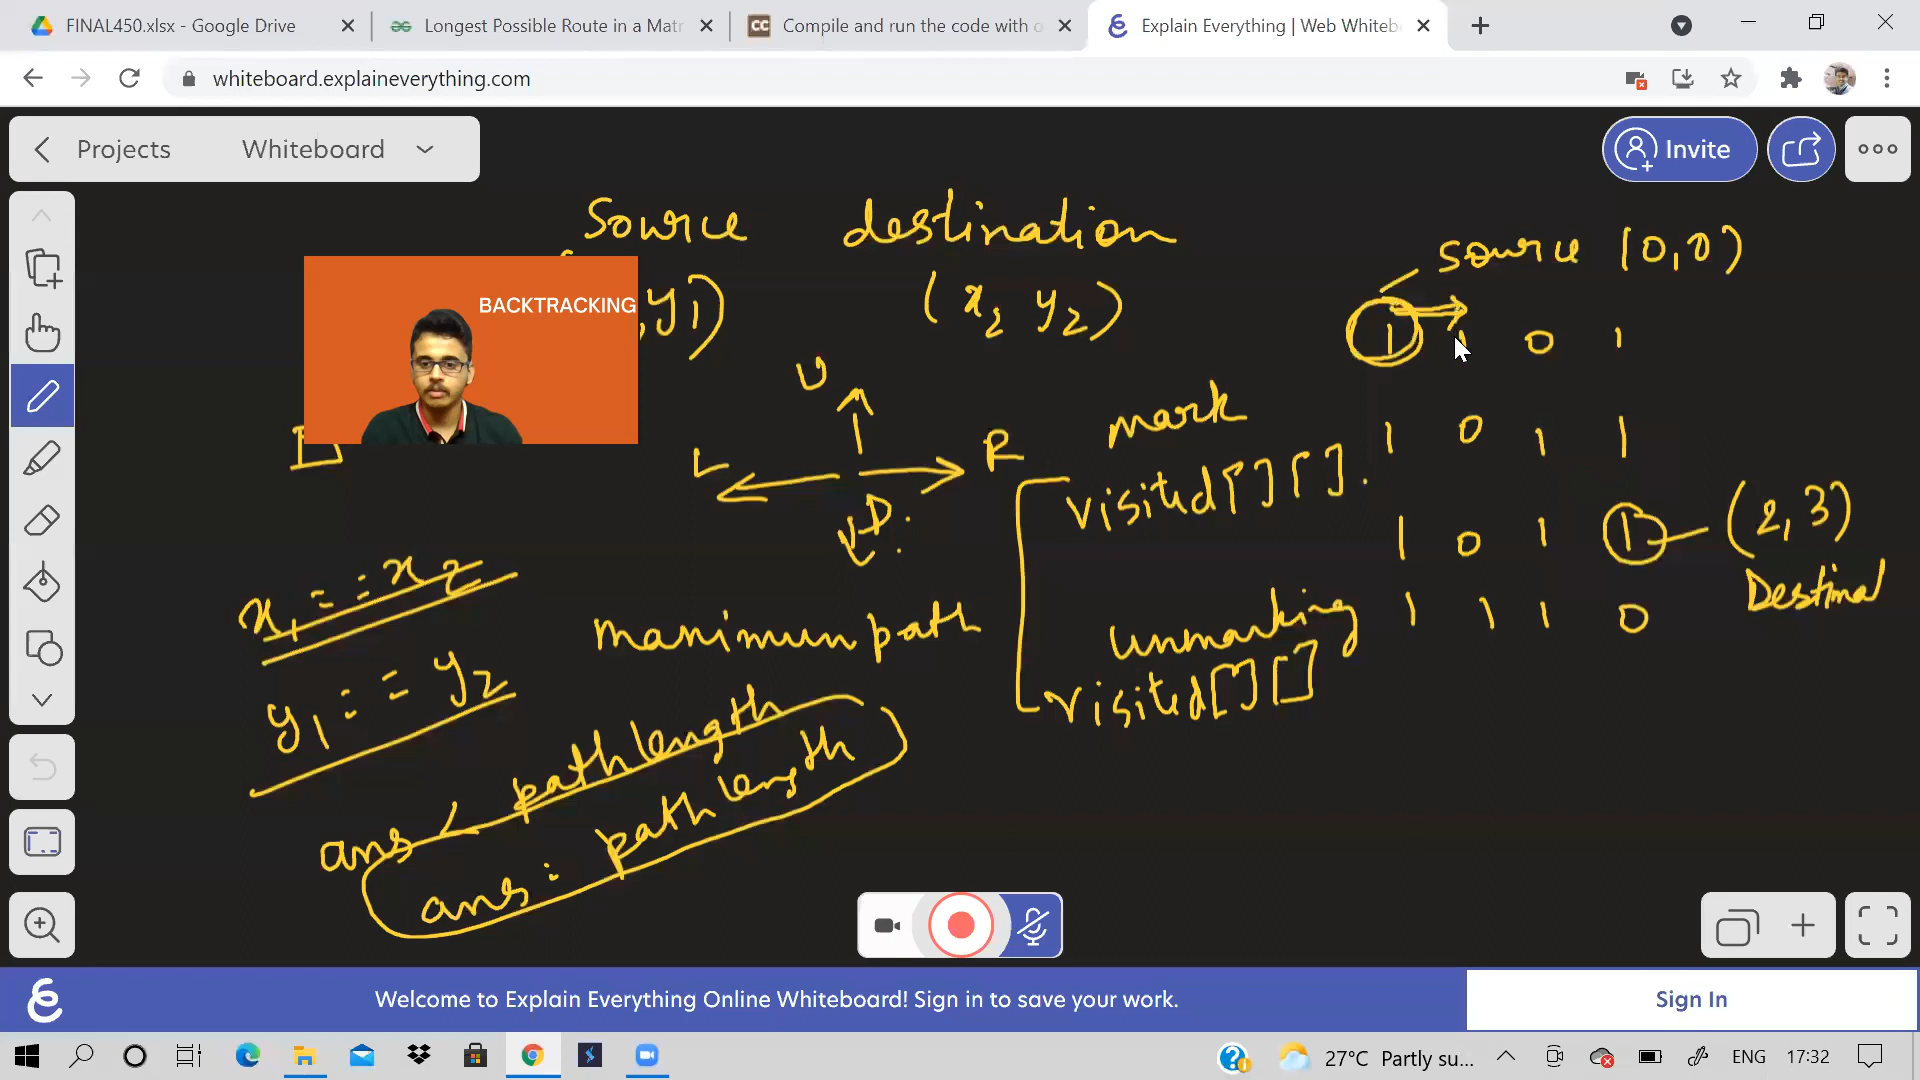 FINAL450.xlsx - Google Drive
Longest Possible Route in a Matr
Compile and run the code with o
Explain Everything | Web Whiteb
whiteboard.explaineverything.com
Projects
Whiteboard
Invite
Source destination
source (0,0)
BACKTRACKING
,y1)
(x2 y2)
1 1 0 1
U
mark
1 0 1 1
L
R
visited[][].
D
(2,3)
1 0 1 1
Destina
x1 == x2
maximum path
unmarking
1 1 1 0
y1 == y2
visited[][]
ans < pathlength
ans = pathlength
Welcome to Explain Everything Online Whiteboard! Sign in to save your work.
Sign In
27°C Partly su...
ENG
17:32